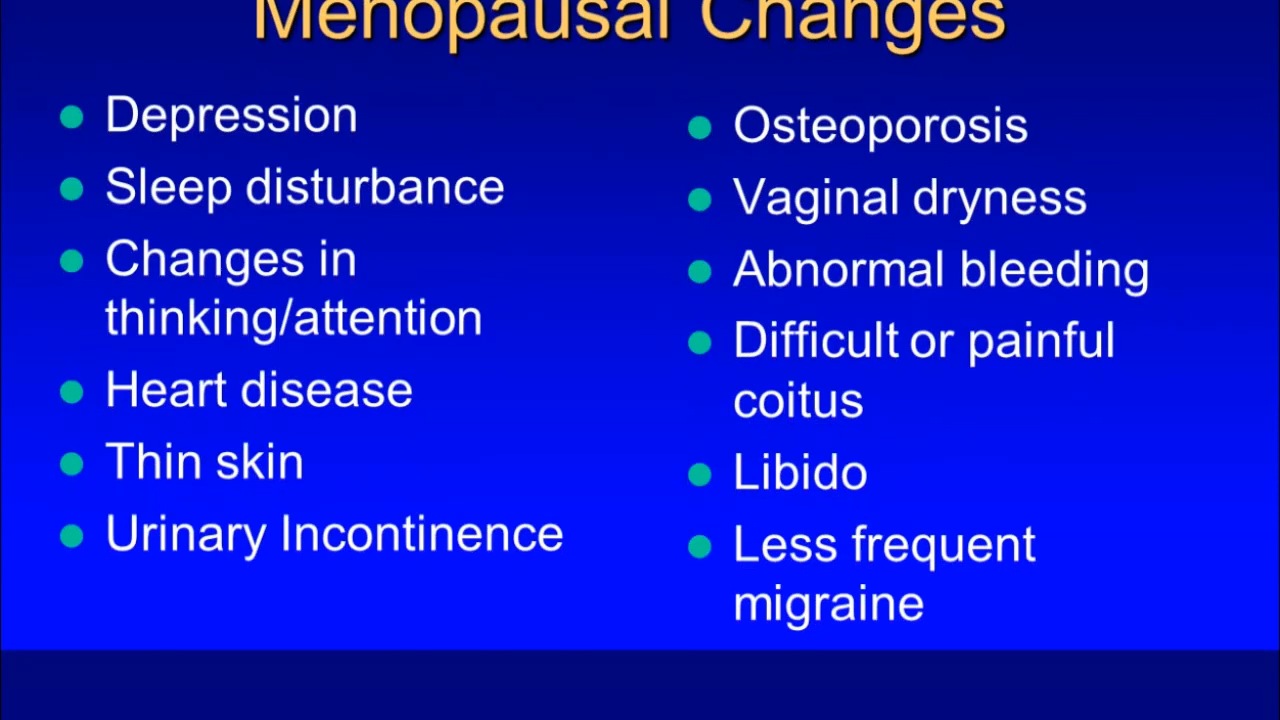 Menopausal Changes
Depression
Sleep disturbance
Changes in
thinking/attention
Heart disease
Thin skin
Urinary Incontinence
Osteoporosis
Vaginal dryness
Abnormal bleeding
Difficult or painful
coitus
Libido
Less frequent
migraine